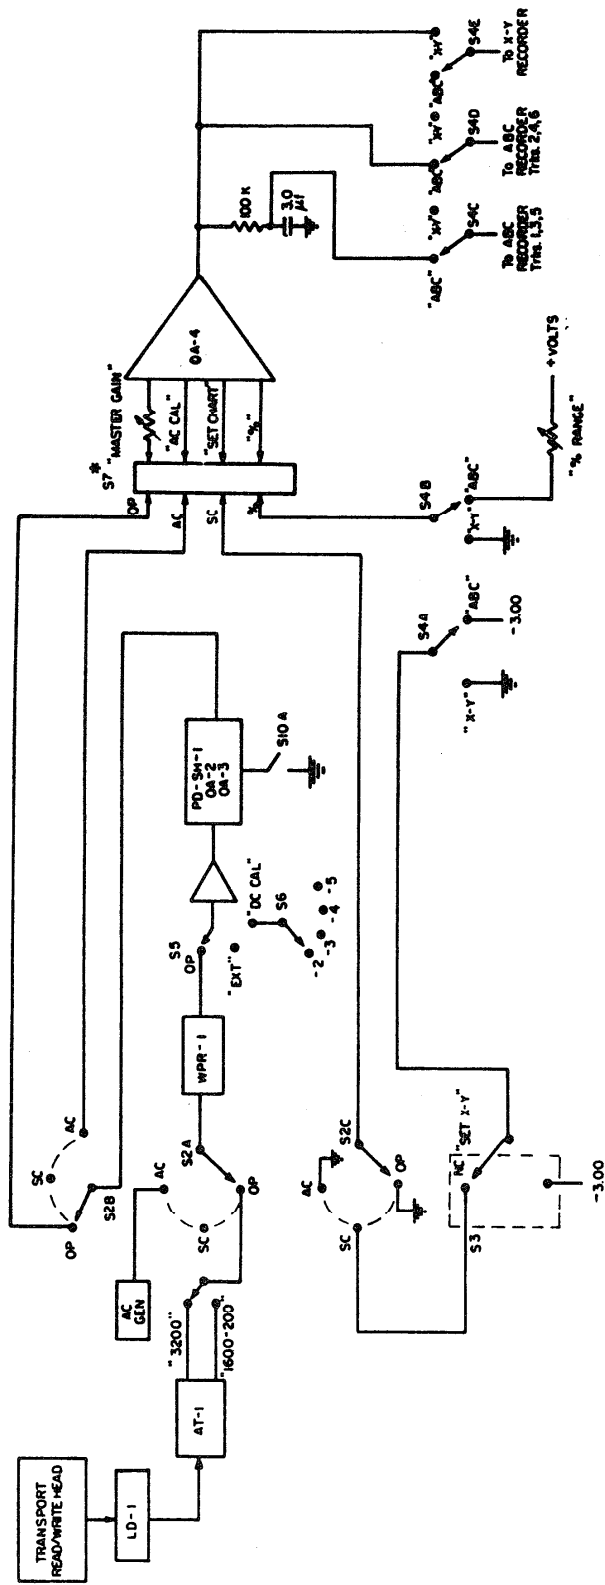 TRANSPORT
READ/WRITE HEAD
LD-1
AT-1
"3200"
"1600-200"
AC
GEN
AC
SC
OP
S2A
OP
SC
AC
S2B
WPR-1
S5
OP
"EXT"
"DC CAL"
S6
-2
-3
-4
-5
PD-SH-1
OA-2
OA-3
S10A
AC
SC
OP
S2C
NC
"SET X-Y"
S3
-3.00
S4A
"X-Y"
"ABC"
-3.00
S4B
"X-Y"
"ABC"
+VOLTS
"% RANGE"
S7
*
"MASTER GAIN"
OP
AC
"AC CAL"
SC
"SET CHART"
%
"%"
OA-4
100 K
3.0
μf
"ABC"
"X-Y"
S4C
To ABC
RECORDER
Trks. 1,3,5
"ABC"
"X-Y"
S4D
To ABC
RECORDER
Trks. 2,4,6
"ABC"
"X-Y"
S4E
To X-Y
RECORDER